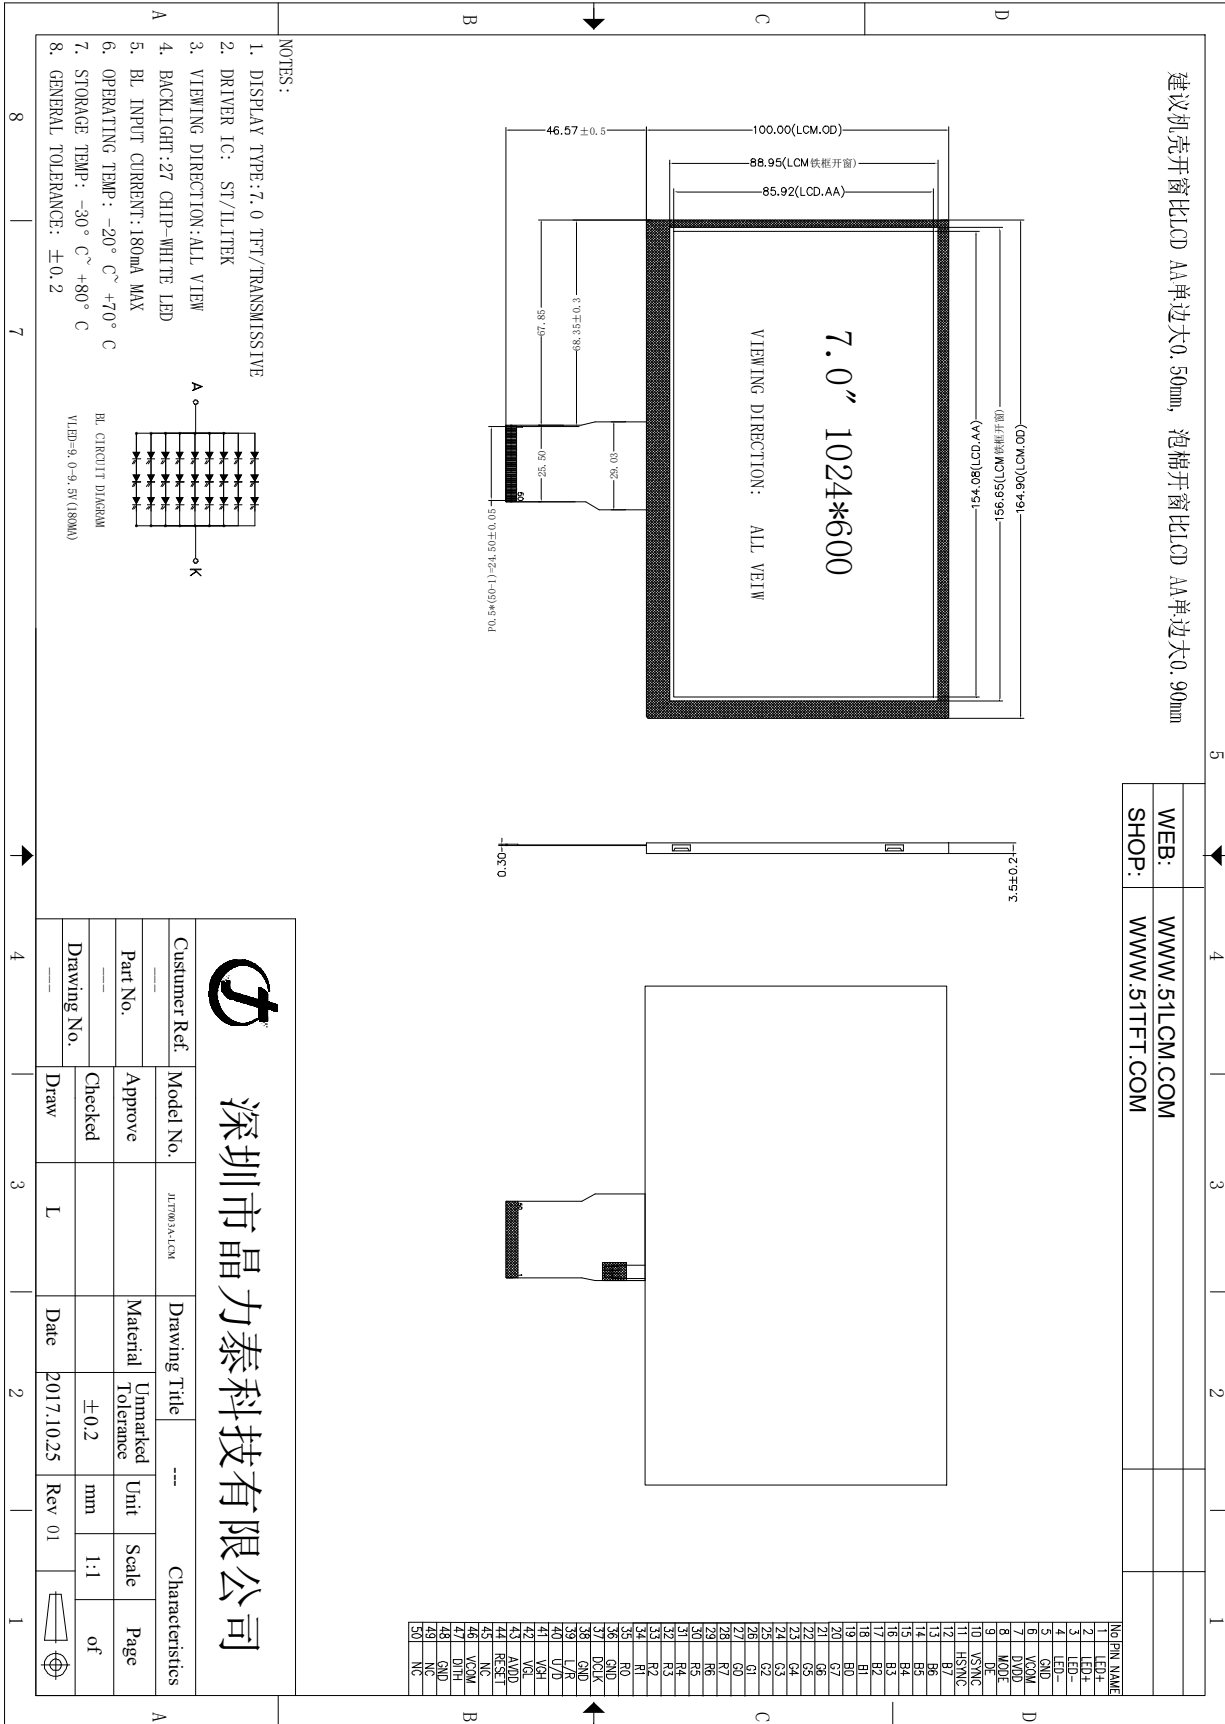 建议机壳开窗比LCD AA单边大0.50mm, 泡棉开窗比LCD AA单边大0.90mm
WEB: WWW.51LCM.COM
SHOP: WWW.51TFT.COM
164.90(LCM.OD)
156.65(LCM铁框开窗)
154.08(LCD.AA)
100.00(LCM.OD)
88.95(LCM铁框开窗)
85.92(LCD.AA)
46.57±0.5
7.0" 1024*600
VIEWING DIRECTION: ALL VEIW
68.35±0.3
67.85
29.03
25.50
50
P0.5*(50-1)=24.50±0.05
3.5±0.2
0.30
50
1
No PIN NAME
1 LED+
2 LED+
3 LED-
4 LED-
5 GND
6 VCOM
7 DVDD
8 MODE
9 DE
10 VSYNC
11 HSYNC
12 B7
13 B6
14 B5
15 B4
16 B3
17 B2
18 B1
19 B0
20 G7
21 G6
22 G5
23 G4
24 G3
25 G2
26 G1
27 G0
28 R7
29 R6
30 R5
31 R4
32 R3
33 R2
34 R1
35 R0
36 GND
37 DCLK
38 GND
39 L/R
40 U/D
41 VGH
42 VGL
43 AVDD
44 RESET
45 NC
46 VCOM
47 DITH
48 GND
49 NC
50 NC
NOTES:
1. DISPLAY TYPE:7.0 TFT/TRANSMISSIVE
2. DRIVER IC: ST/ILITEK
3. VIEWING DIRECTION:ALL VIEW
4. BACKLIGHT:27 CHIP-WHITE LED
5. BL INPUT CURRENT:180mA MAX
6. OPERATING TEMP: -20° C~ +70° C
7. STORAGE TEMP: -30° C~ +80° C
8. GENERAL TOLERANCE: ±0.2
A
K
BL CIRCUIT DIAGRAM
VLED=9.0-9.5V(180MA)
深圳市晶力泰科技有限公司
Custumer Ref. Model No. JLT7003A-LCM Drawing Title --- Characteristics
---
Part No. Approve Material Unmarked Tolerance Unit Scale Page
--- Checked ±0.2 mm 1:1 of
Drawing No.
--- Draw L Date 2017.10.25 Rev 01
8 7 4 3 2 1
5 4 3 2 1
A B C D
A B C D